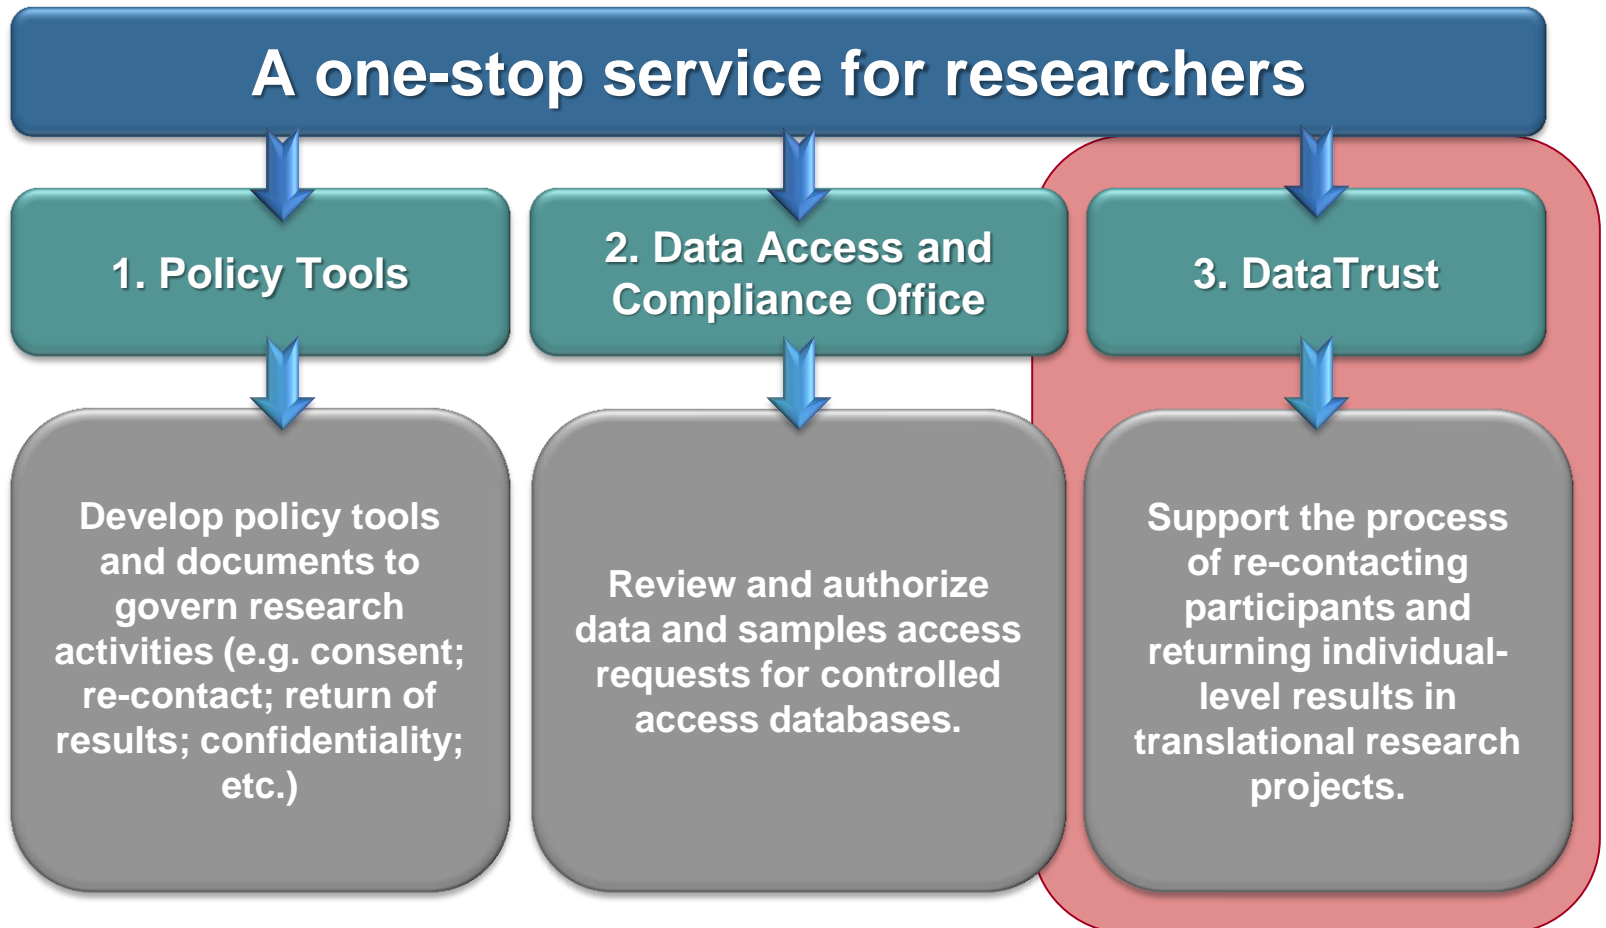 A one-stop service for researchers
1. Policy Tools
2. Data Access and
Compliance Office
3. DataTrust
Develop policy tools
and documents to
govern research
activities (e.g. consent;
re-contact; return of
results; confidentiality;
etc.)
Review and authorize
data and samples access
requests for controlled
access databases.
Support the process
of re-contacting
participants and
returning individual-
level results in
translational research
projects.